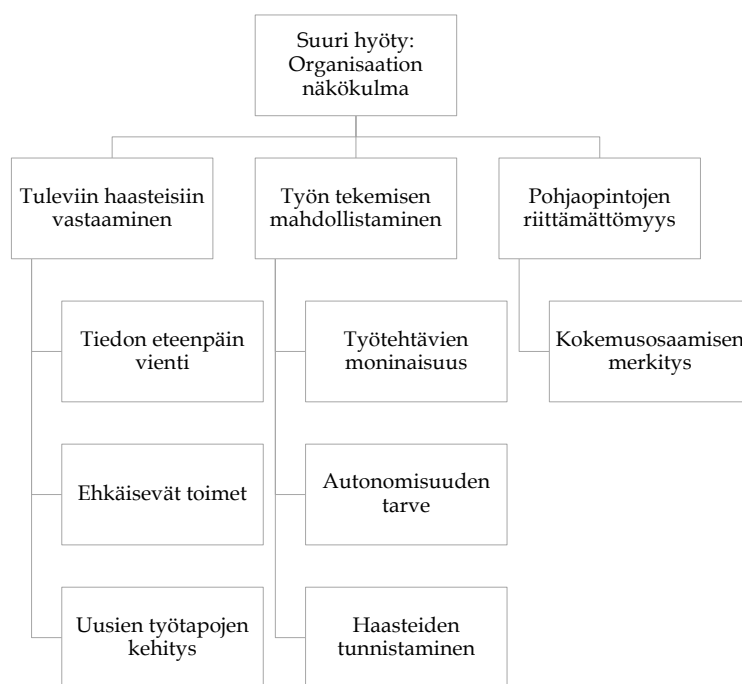 Suuri hyöty:
Organisaation
näkökulma
Tuleviin haasteisiin
vastaaminen
Työn tekemisen
mahdollistaminen
Pohjaopintojen
riittämättömyys
Tiedon eteenpäin
vienti
Työtehtävien
moninaisuus
Kokemusosaamisen
merkitys
Ehkäisevät toimet
Autonomisuuden
tarve
Uusien työtapojen
kehitys
Haasteiden
tunnistaminen